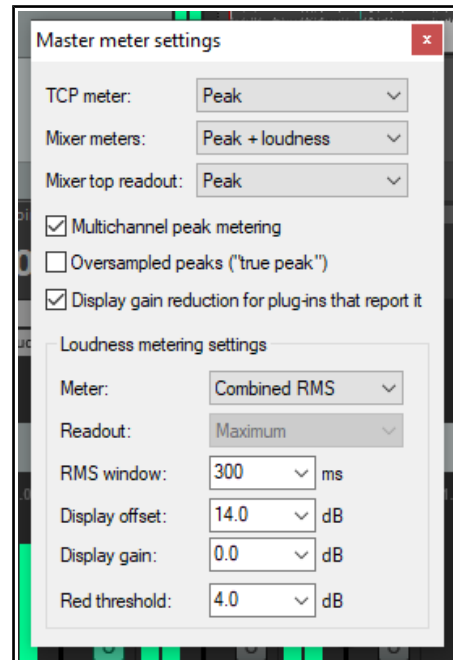 Master meter settings
x
TCP meter: Peak
Mixer meters: Peak + loudness
Mixer top readout: Peak
Multichannel peak metering
Oversampled peaks ("true peak")
Display gain reduction for plug-ins that report it
Loudness metering settings
Meter: Combined RMS
Readout: Maximum
RMS window: 300 ms
Display offset: 14.0 dB
Display gain: 0.0 dB
Red threshold: 4.0 dB